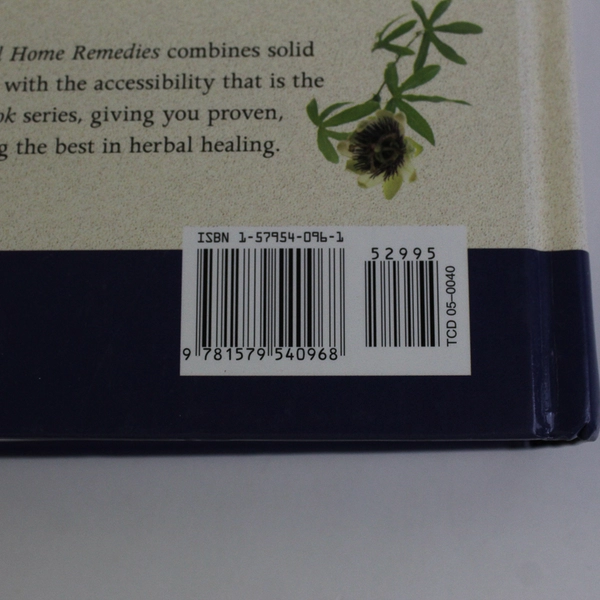 Home Remedies combines solid
with the accessibility that is the
series, giving you proven,
the best in herbal healing.
ISBN 1-57954-096-1
52995
9 781579 540968
TCD 05-0040